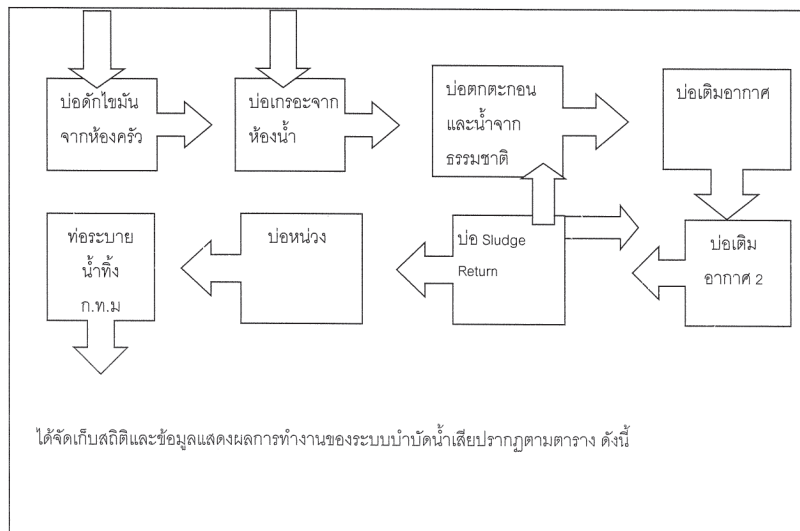 บ่อดักไขมัน
จากห้องครัว
บ่อเกรอะจาก
ห้องน้ำ
บ่อตกตะกอน
และน้ำจาก
ธรรมชาติ
บ่อเติมอากาศ
ท่อระบาย
น้ำทิ้ง
ก.ท.ม
บ่อหน่วง
บ่อ Sludge
Return
บ่อเติม
อากาศ 2
ได้จัดเก็บสถิติและข้อมูลแสดงผลการทำงานของระบบบำบัดน้ำเสียปรากฏตามตาราง ดังนี้